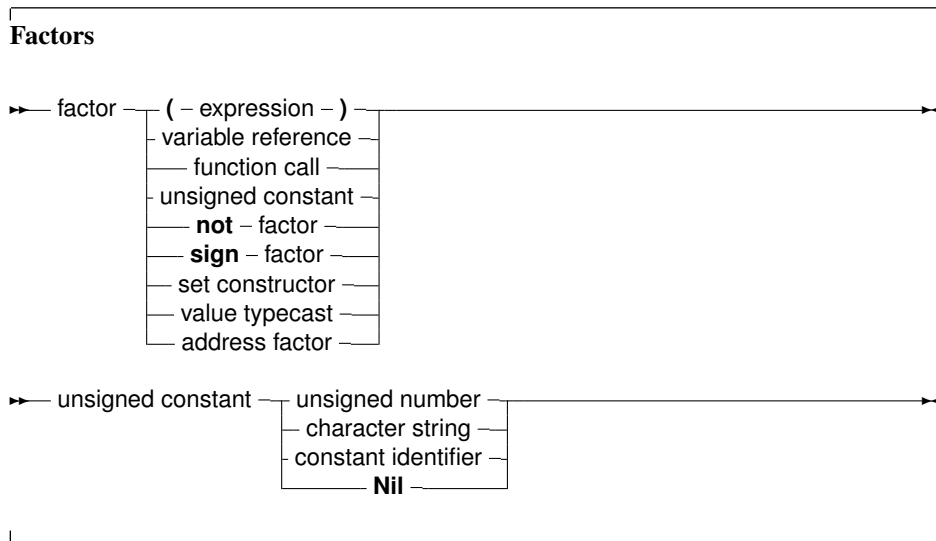 Factors
factor ( expression )
variable reference
function call
unsigned constant
not factor
sign factor
set constructor
value typecast
address factor
unsigned constant unsigned number
character string
constant identifier
Nil